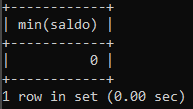 +------------+
| min(saldo) |
+------------+
|          0 |
+------------+
1 row in set (0.00 sec)